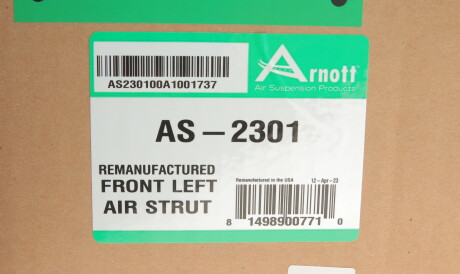 Arnott
Air Suspension Products
AS230100A1001737
AS-2301
REMANUFACTURED
FRONT LEFT
AIR STRUT
Remanufactured in the USA 12-Apr-23
8 1498900771 0